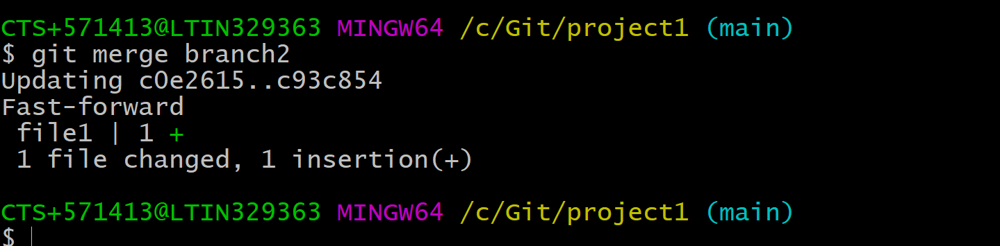 CTS+571413@LTIN329363 MINGW64 /c/Git/project1 (main)
$ git merge branch2
Updating c0e2615..c93c854
Fast-forward
 file1 | 1 +
 1 file changed, 1 insertion(+)
CTS+571413@LTIN329363 MINGW64 /c/Git/project1 (main)
$